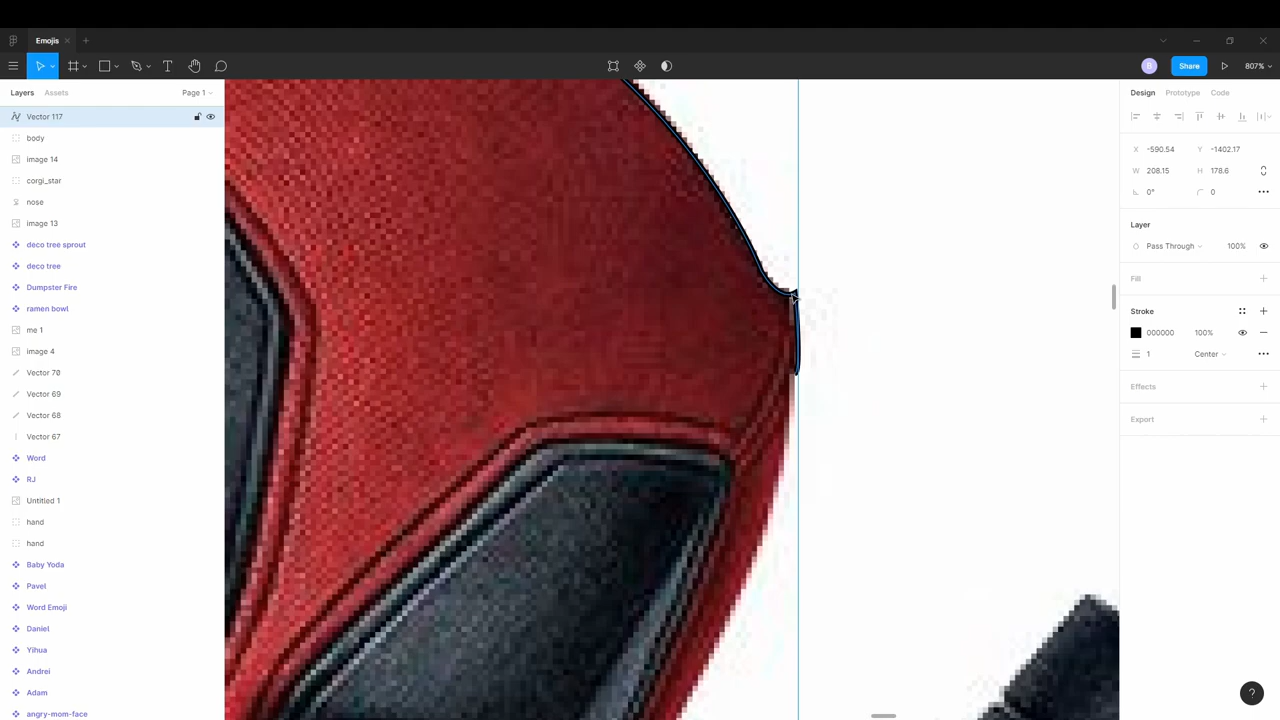 Emojis
Share
807%
Layers Assets Page 1
Vector 117
body
image 14
corgi_star
nose
image 13
deco tree sprout
deco tree
Dumpster Fire
ramen bowl
me 1
image 4
Vector 70
Vector 69
Vector 68
Vector 67
Word
RJ
Untitled 1
hand
hand
Baby Yoda
Pavel
Word Emoji
Daniel
Yihua
Andrei
Adam
angry-mom-face
B
Design Prototype Code
X -590.54 Y -1402.17
W 208.15 H 178.6
0° 0
Layer
Pass Through 100%
Fill
Stroke
000000 100%
1 Center
Effects
Export
?